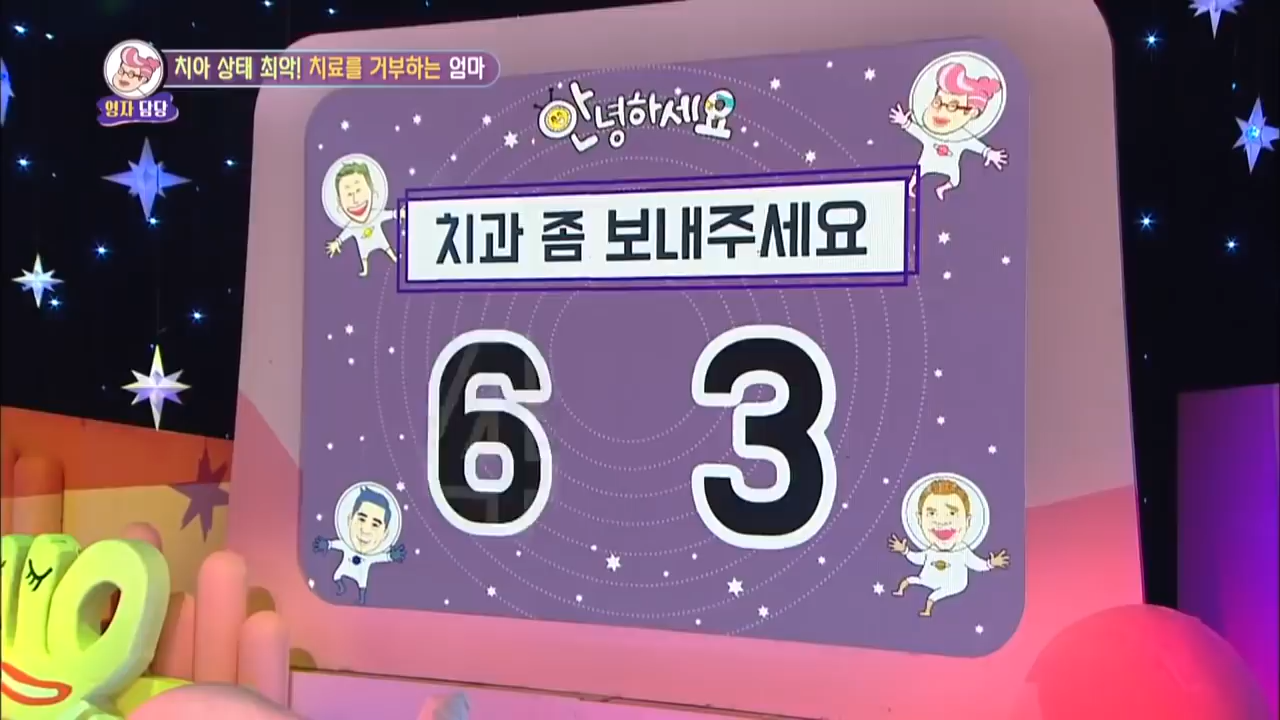 치아 상태 최악! 치료를 거부하는 엄마
영자 담당
안녕하세요
치과 좀 보내주세요
6 3